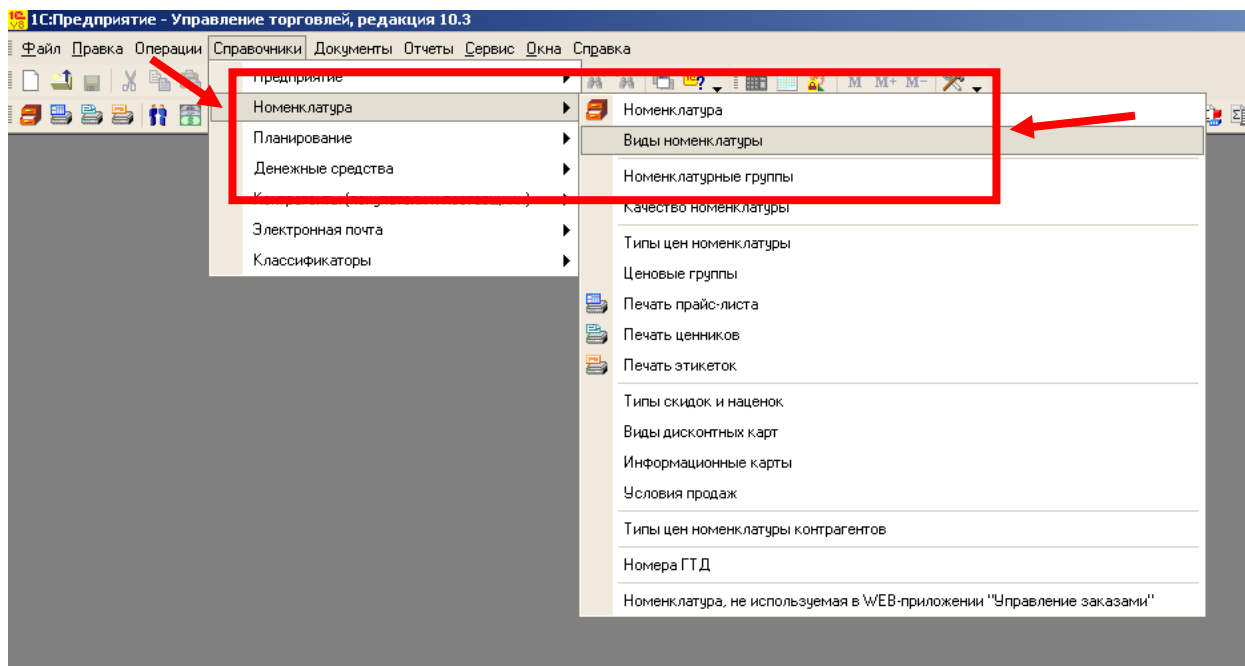 1С:Предприятие - Управление торговлей, редакция 10.3
Файл Правка Операции Справочники Документы Отчеты Сервис Окна Справка
Предприятие
M M+ M-
Номенклатура
Планирование
Денежные средства
Контрагенты (покупатели и поставщики)
Электронная почта
Классификаторы
Номенклатура
Виды номенклатуры
Номенклатурные группы
Качество номенклатуры
Типы цен номенклатуры
Ценовые группы
Печать прайс-листа
Печать ценников
Печать этикеток
Типы скидок и наценок
Виды дисконтных карт
Информационные карты
Условия продаж
Типы цен номенклатуры контрагентов
Номера ГТД
Номенклатура, не используемая в WEB-приложении "Управление заказами"